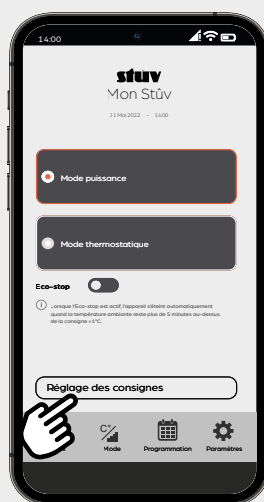 14:00
stûv
Mon Stûv
31 Mai 2022 - 14:00
Mode puissance
Mode thermostatique
Eco-stop
Lorsque l'Eco-stop est actif, l'appareil s'éteint automatiquement
quand la température ambiante reste plus de 5 minutes au-dessus.
de la consigne +1°C.
Réglage des consignes
C°
Mode
Programmation
Paramètres